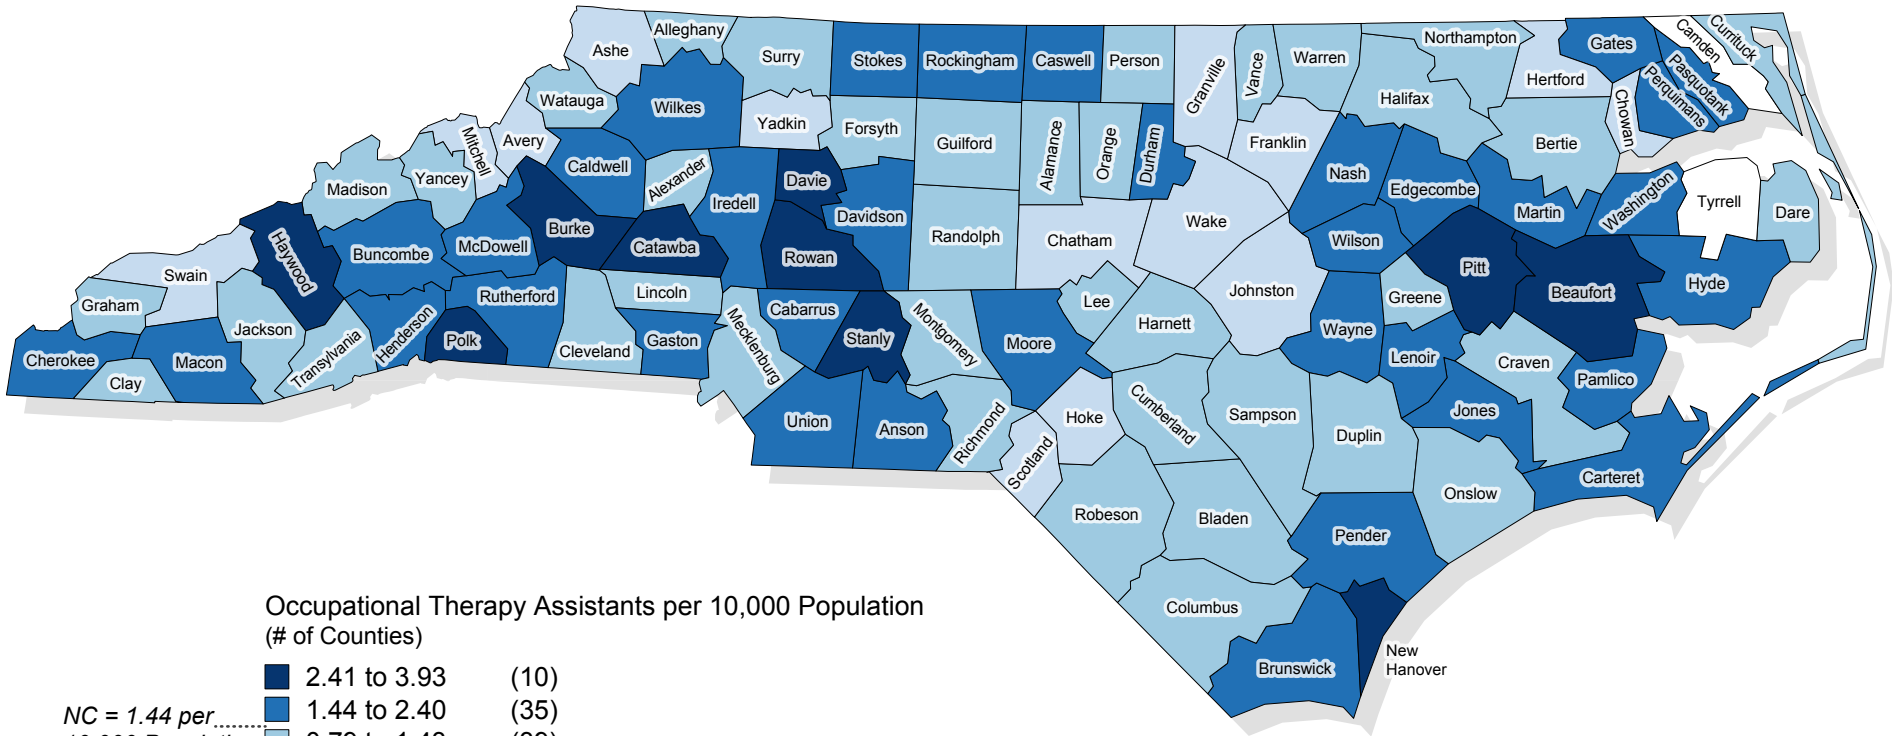 Ashe
Alleghany
Surry
Stokes
Rockingham
Caswell
Person
Granville
Vance
Warren
Northampton
Halifax
Hertford
Gates
Camden
Currituck
Pasquotank
Perquimans
Chowan
Bertie
Watauga
Wilkes
Yadkin
Forsyth
Guilford
Alamance
Orange
Durham
Franklin
Nash
Edgecombe
Martin
Washington
Tyrrell
Dare
Mitchell
Avery
Caldwell
Alexander
Iredell
Davie
Davidson
Randolph
Chatham
Wake
Wilson
Madison
Yancey
Haywood
Buncombe
McDowell
Burke
Catawba
Rowan
Johnston
Pitt
Beaufort
Hyde
Swain
Graham
Jackson
Transylvania
Henderson
Rutherford
Polk
Cleveland
Lincoln
Gaston
Mecklenburg
Cabarrus
Stanly
Montgomery
Moore
Lee
Harnett
Wayne
Greene
Lenoir
Craven
Pamlico
Jones
Cherokee
Clay
Macon
Union
Anson
Richmond
Scotland
Hoke
Cumberland
Sampson
Duplin
Onslow
Carteret
Robeson
Bladen
Pender
Columbus
Brunswick
New
Hanover
Occupational Therapy Assistants per 10,000 Population
(# of Counties)
2.41 to 3.93 (10)
NC = 1.44 per........ 1.44 to 2.40 (35)